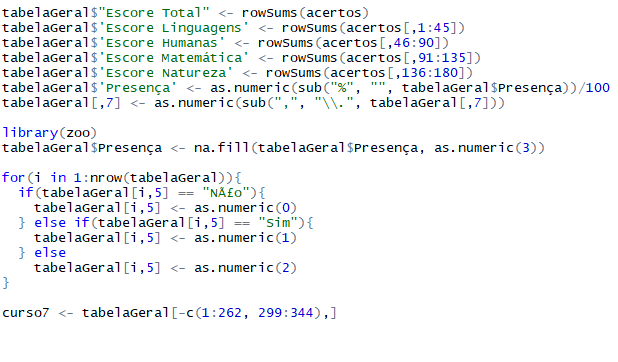 tabelaGeral$"Escore Total" <- rowSums(acertos)
tabelaGeral$'Escore Linguagens' <- rowSums(acertos[,1:45])
tabelaGeral$'Escore Humanas' <- rowSums(acertos[,46:90])
tabelaGeral$'Escore Matemática' <- rowSums(acertos[,91:135])
tabelaGeral$'Escore Natureza' <- rowSums(acertos[,136:180])
tabelaGeral$'Presença' <- as.numeric(sub("%", "", tabelaGeral$Presença))/100
tabelaGeral[,7] <- as.numeric(sub(",", "\\.", tabelaGeral[,7]))
library(zoo)
tabelaGeral$Presença <- na.fill(tabelaGeral$Presença, as.numeric(3))
for(i in 1:nrow(tabelaGeral)){
if(tabelaGeral[i,5] == "NÃ£o"){
tabelaGeral[i,5] <- as.numeric(0)
} else if(tabelaGeral[i,5] == "Sim"){
tabelaGeral[i,5] <- as.numeric(1)
} else
tabelaGeral[i,5] <- as.numeric(2)
}
curso7 <- tabelaGeral[-c(1:262, 299:344),]